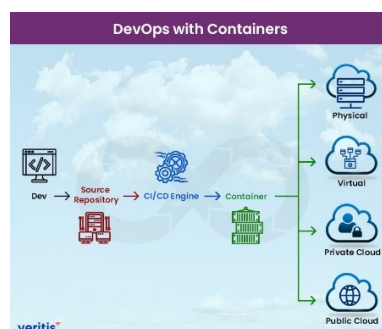 DevOps with Containers
Physical
Virtual
Dev
Source
Repository
CI/CD Engine
Container
Private Cloud
Public Cloud
veritis